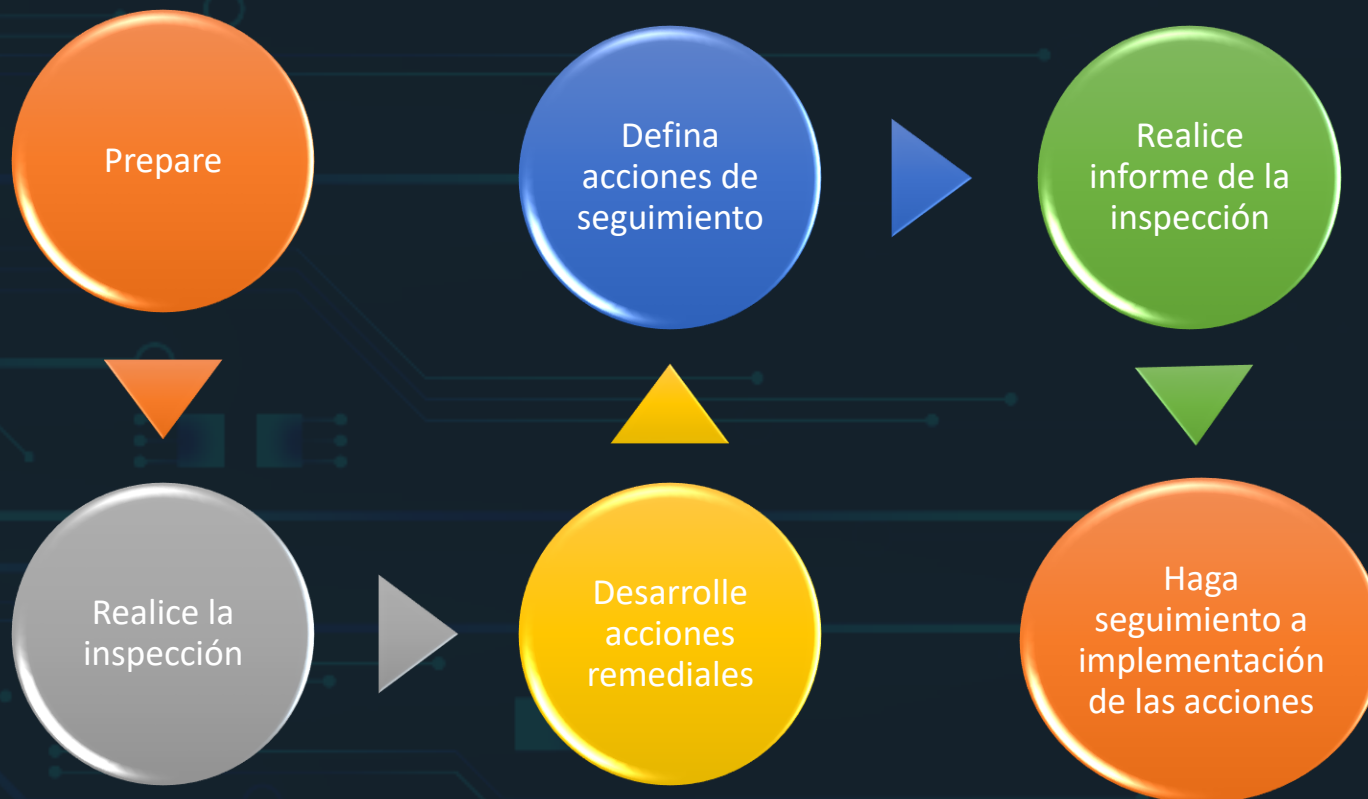 Prepare
Realice la
inspección
Desarrolle
acciones
remediales
Defina
acciones de
seguimiento
Realice
informe de la
inspección
Haga
seguimiento a
implementación
de las acciones